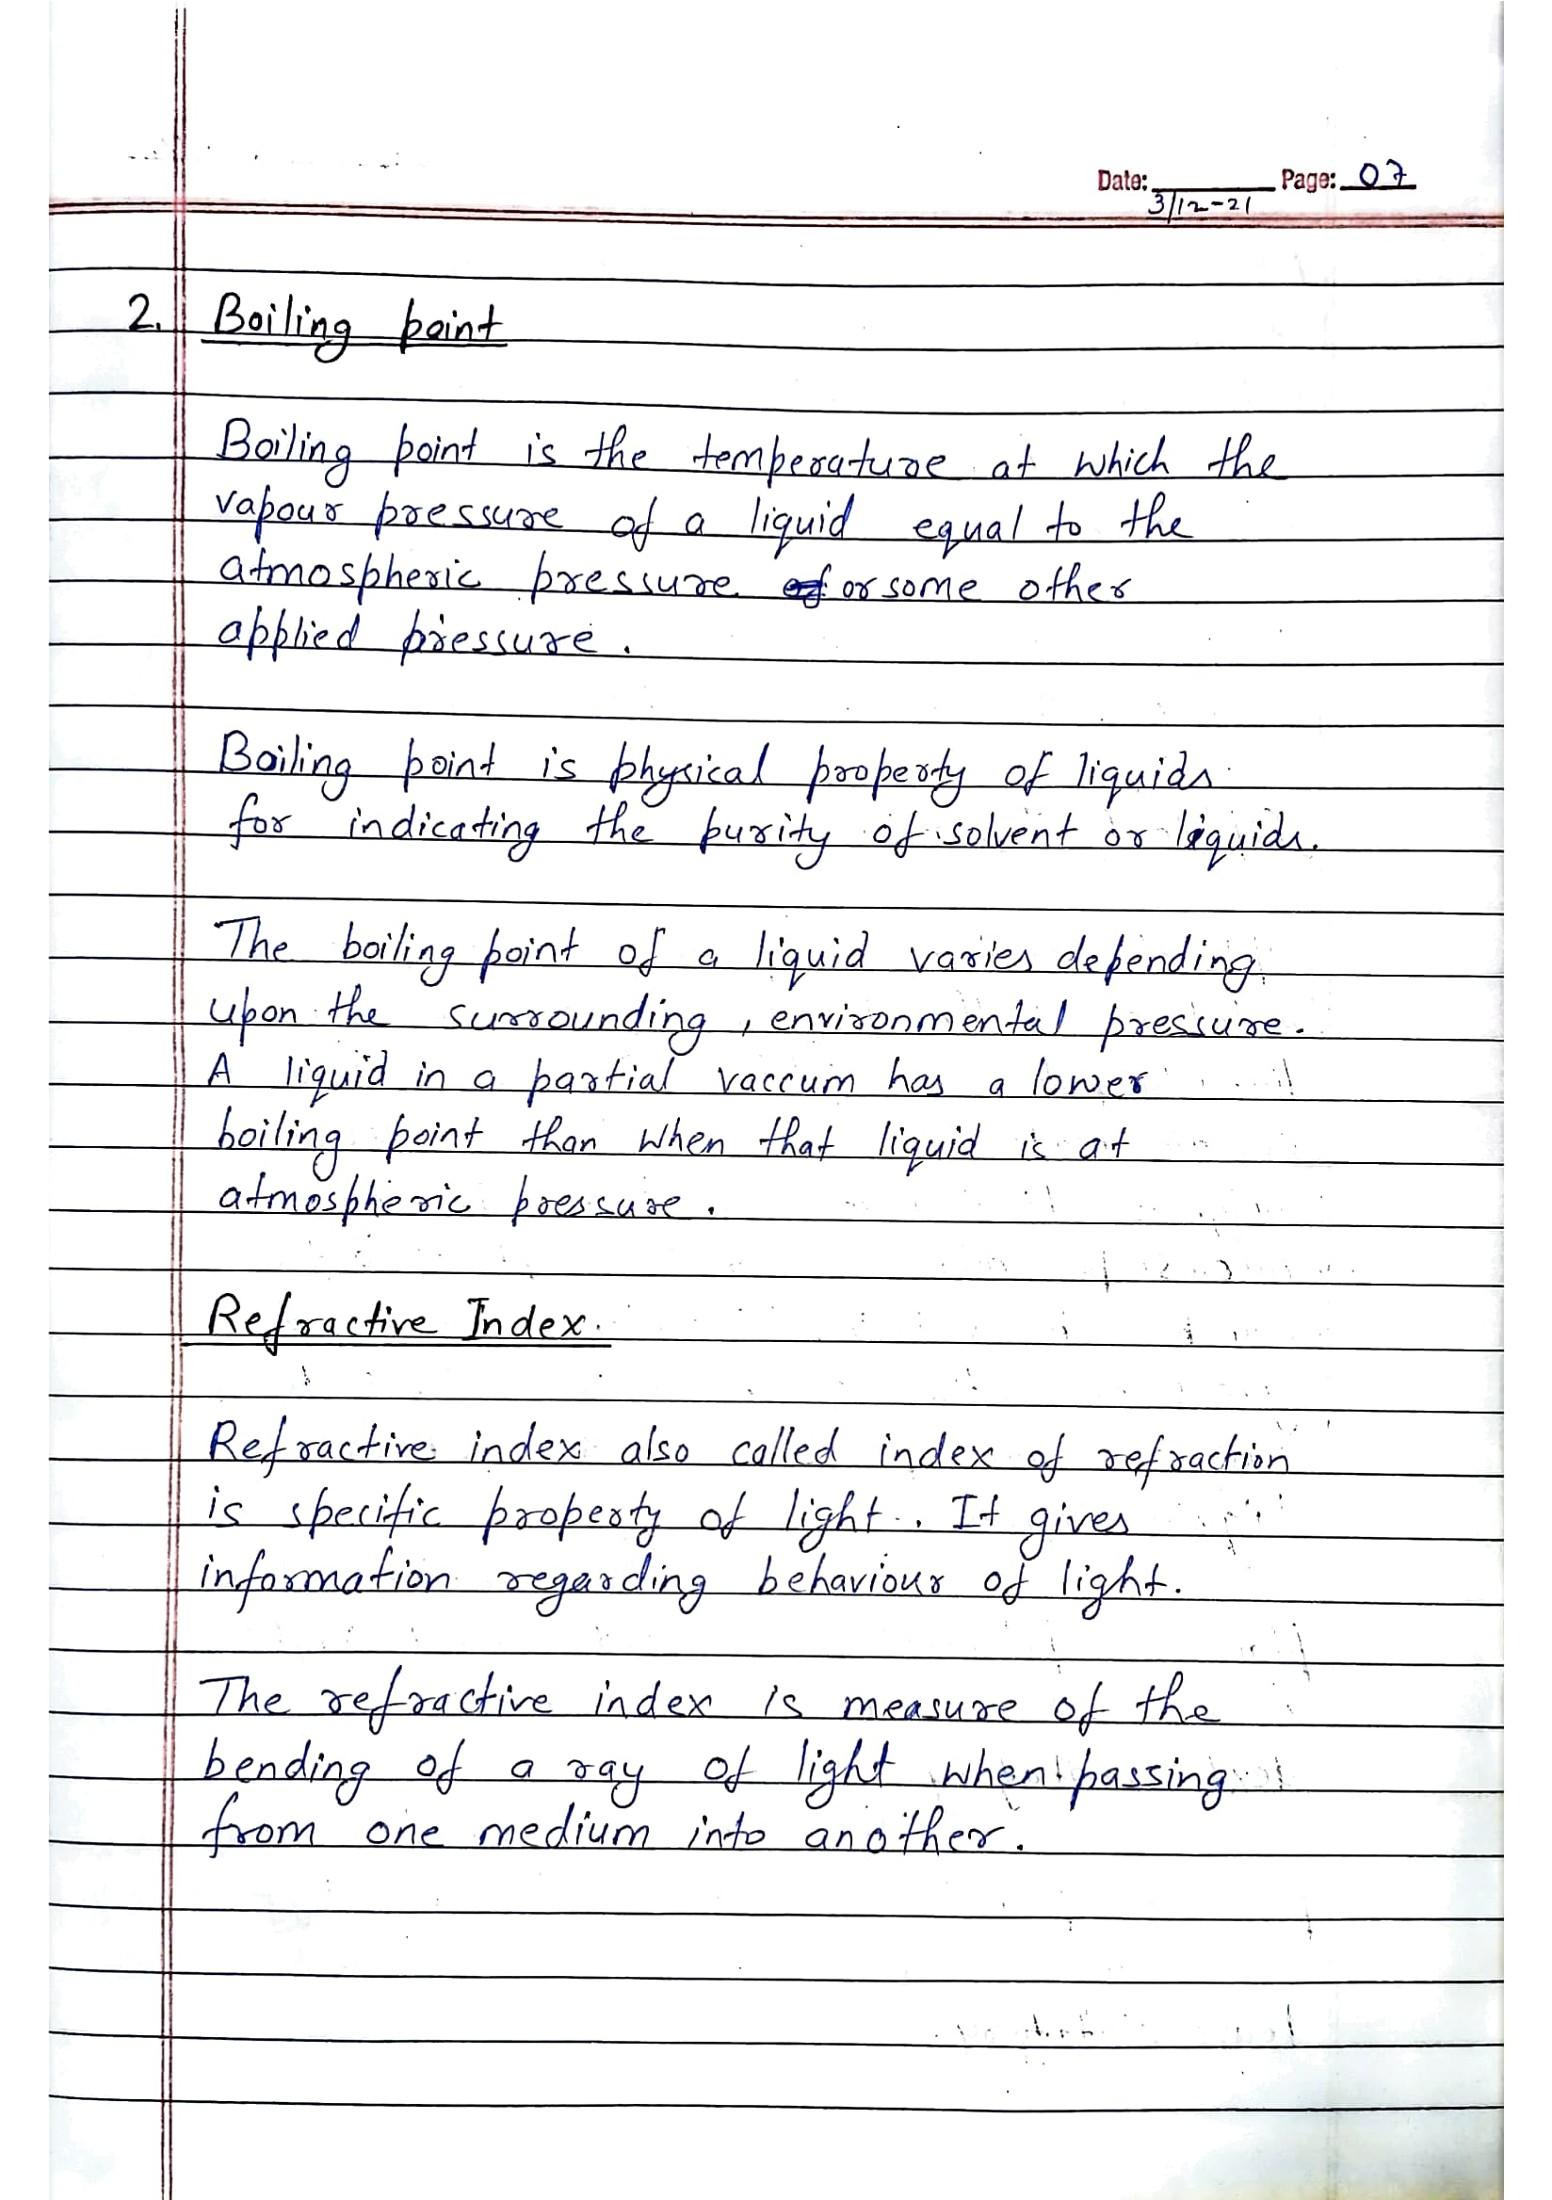 Date: 3/12-21 Page: 07
2. Boiling point
Boiling point is the temperature at which the
vapour pressure of a liquid equal to the
atmospheric pressure or some other
applied pressure.
Boiling point is physical property of liquids
for indicating the purity of solvent or liquids.
The boiling point of a liquid varies depending
upon the surrounding, environmental pressure.
A liquid in a partial vaccum has a lower
boiling point than when that liquid is at
atmospheric pressure.
Refractive Index.
Refractive index also called index of refraction
is specific property of light. It gives
information regarding behaviour of light.
The refractive index is measure of the
bending of a ray of light when passing
from one medium into another.